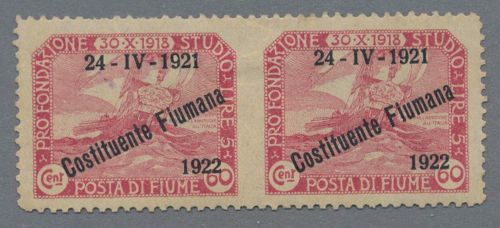 PRO FONDAZIONE 30·X·1918 STUDIO LIRE 5
24-IV-1921
Costituente Fiumana
1922
Cent POSTA DI FIUME 60
PRO FONDAZIONE 30·X·1918 STUDIO LIRE 5
24-IV-1921
Costituente Fiumana
1922
Cent POSTA DI FIUME 60